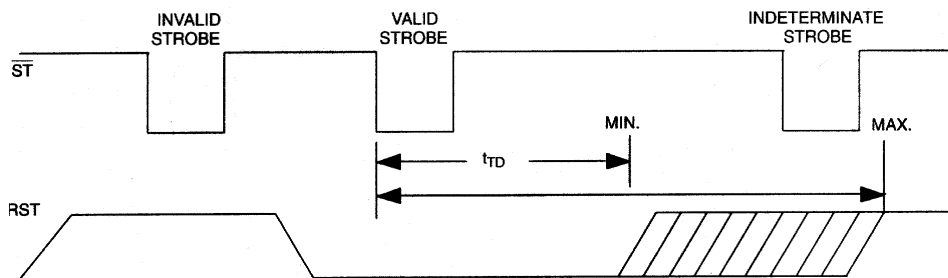 INVALID
STROBE
VALID
STROBE
INDETERMINATE
STROBE
ST
MIN.
MAX.
tTD
RST